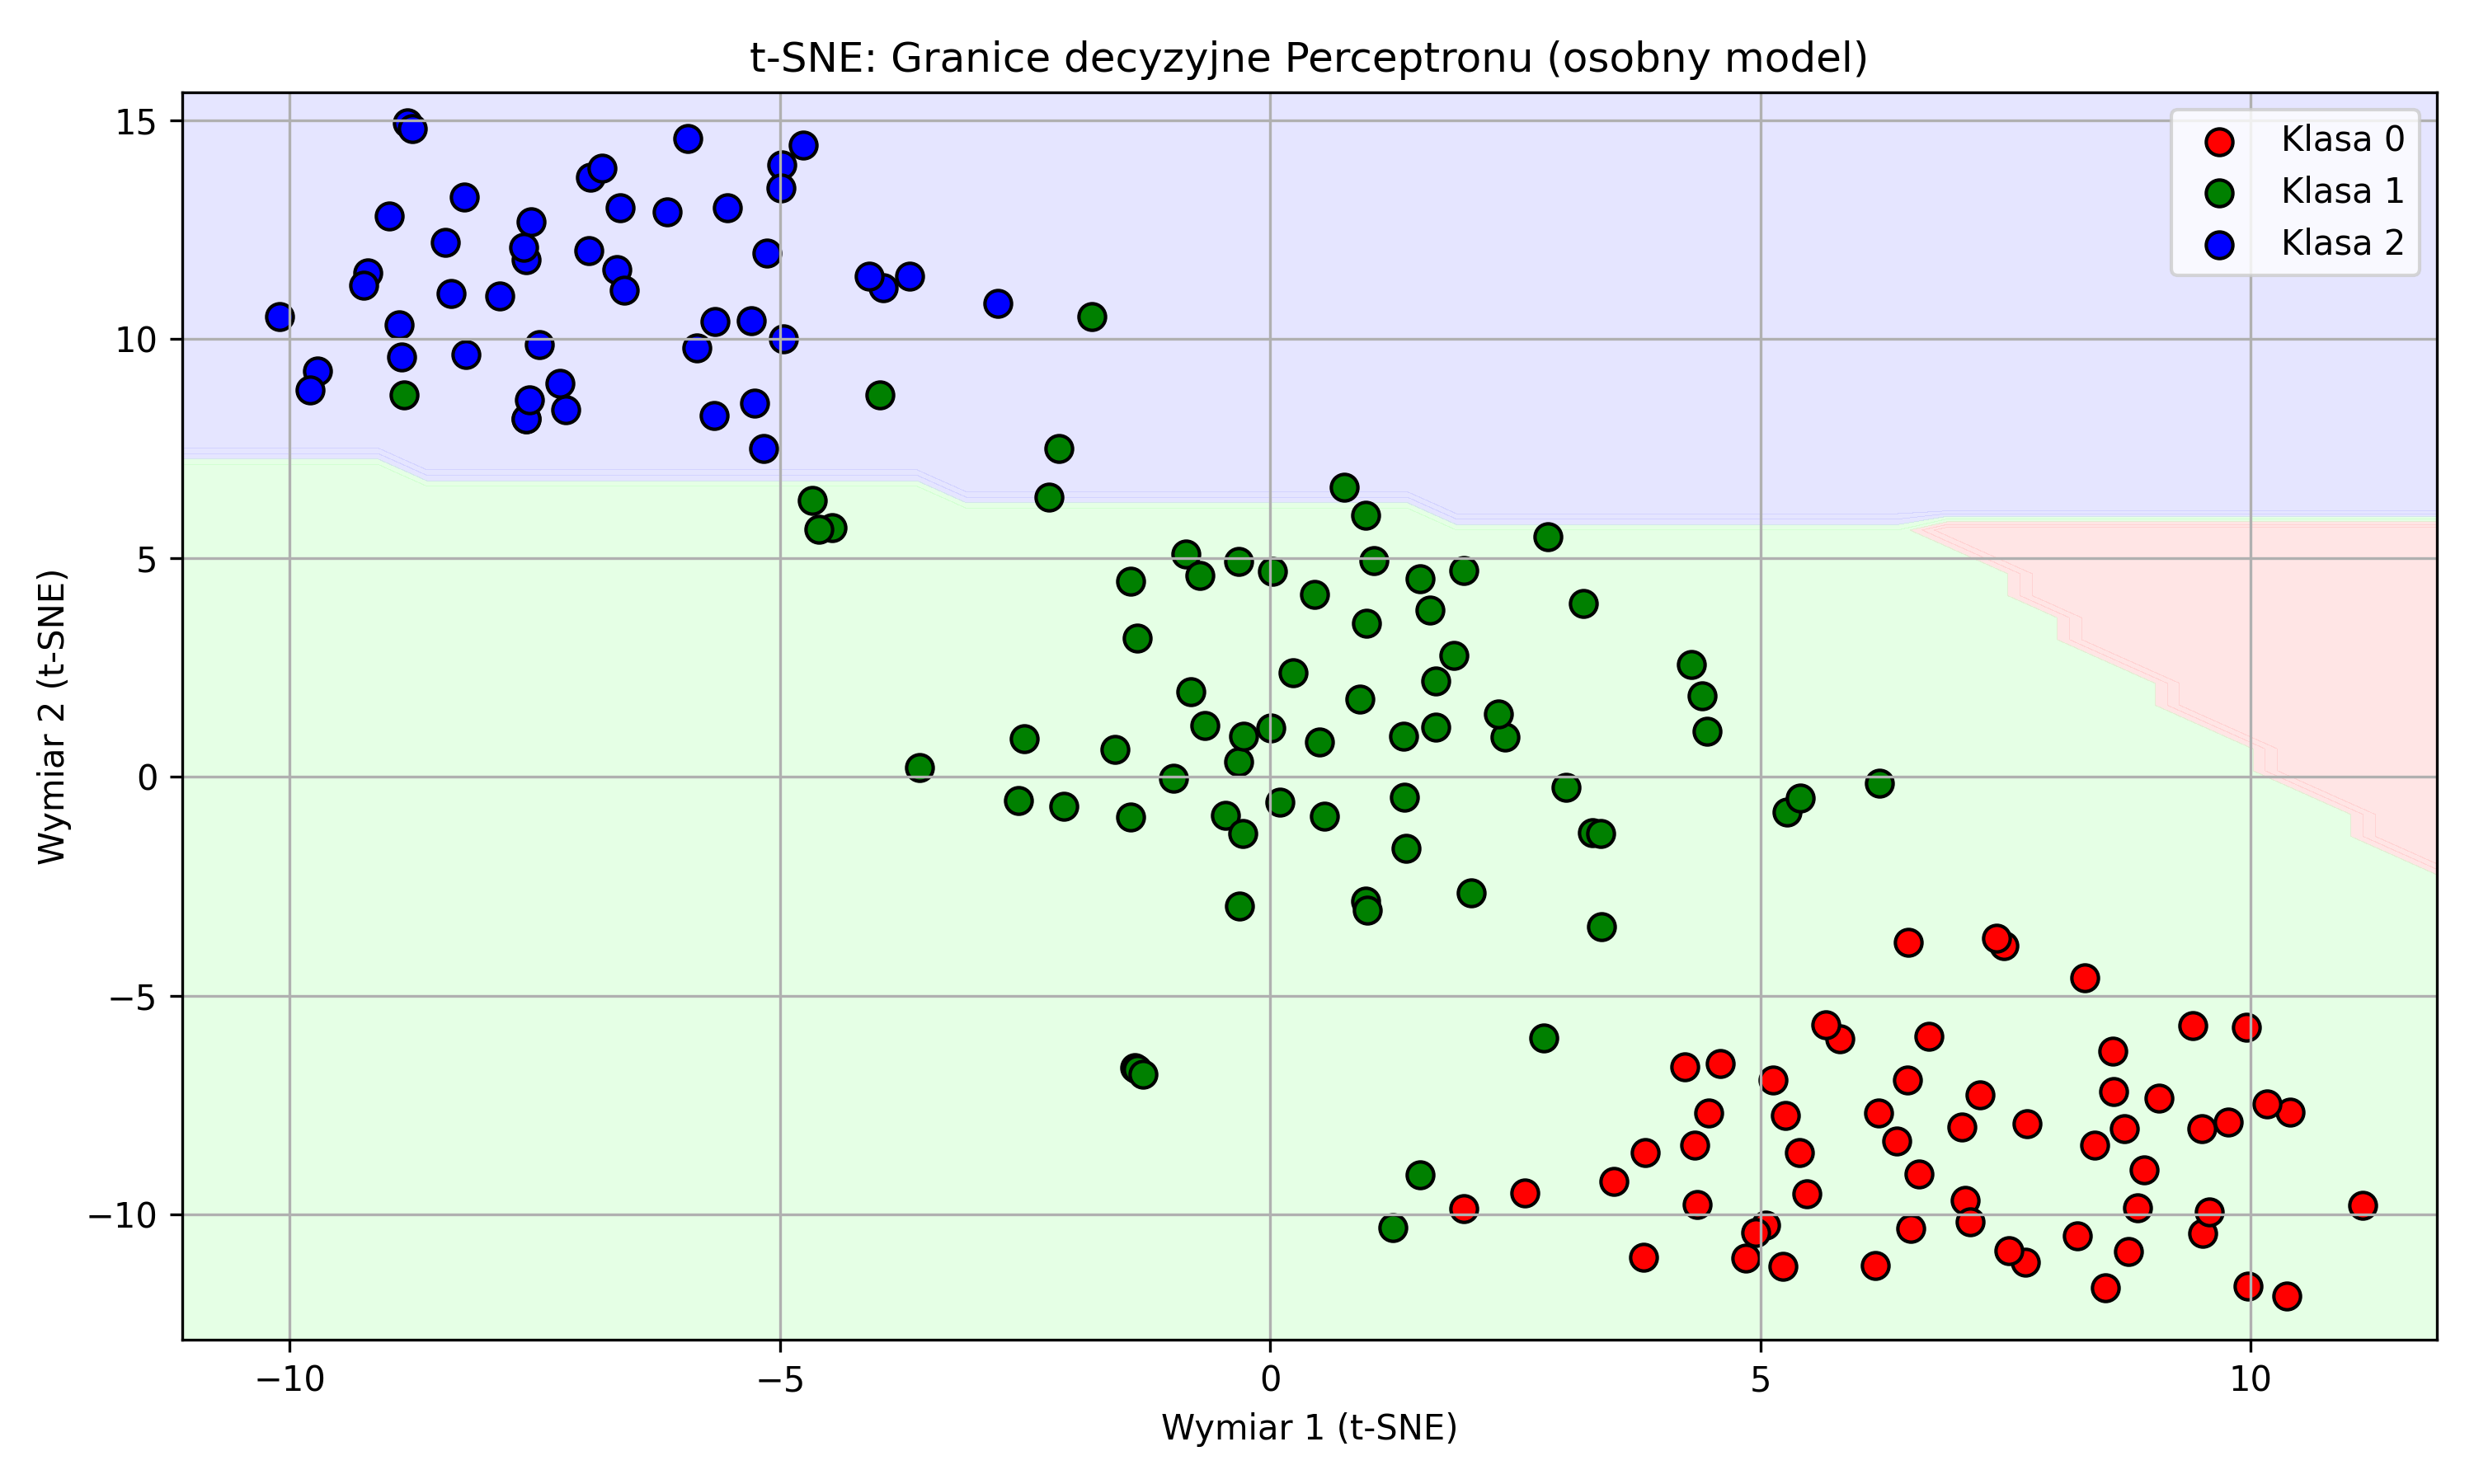 t-SNE: Granice decyzyjne Perceptronu (osobny model)
Klasa 0
Klasa 1
Klasa 2
15
10
5
0
−5
−10
Wymiar 2 (t-SNE)
−10
−5
0
5
10
Wymiar 1 (t-SNE)